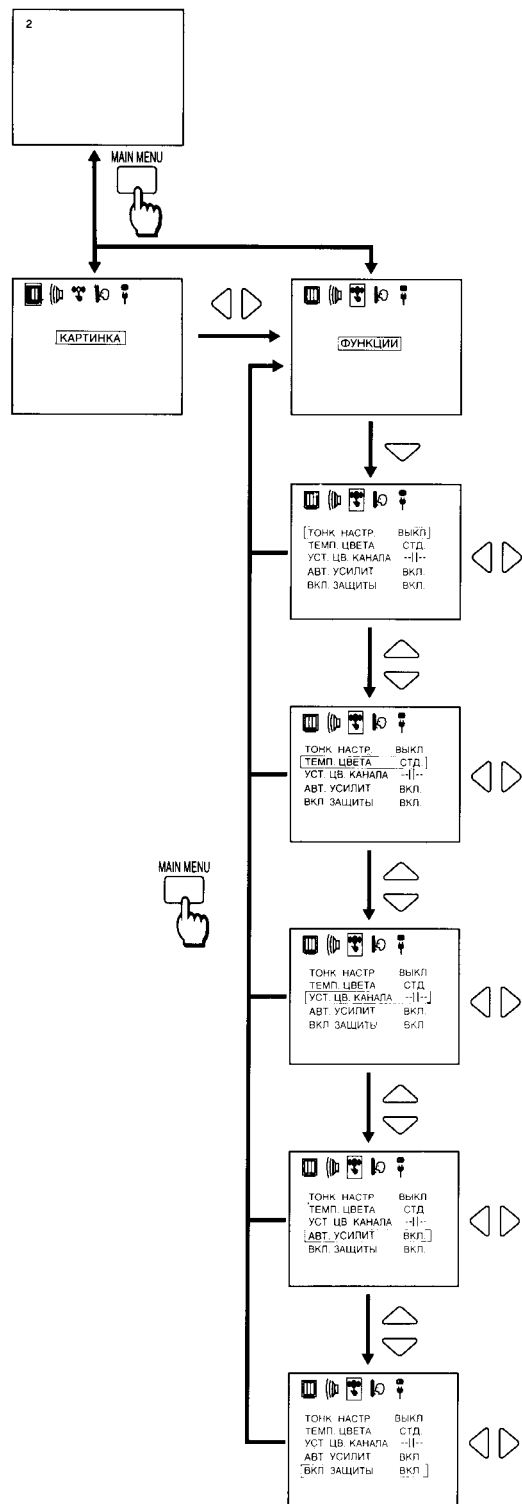 2
MAIN MENU
КАРТИНКА
ФУНКЦИИ
ТОНК НАСТР. ВЫКЛ
ТЕМП. ЦВЕТА СТД.
УСТ. ЦВ. КАНАЛА --||--
АВТ. УСИЛИТ ВКЛ.
ВКЛ. ЗАЩИТЫ ВКЛ.
ТОНК НАСТР. ВЫКЛ
ТЕМП. ЦВЕТА СТД.
УСТ ЦВ. КАНАЛА --||--
АВТ. УСИЛИТ ВКЛ.
ВКЛ ЗАЩИТЫ ВКЛ.
MAIN MENU
ТОНК НАСТР ВЫКЛ
ТЕМП. ЦВЕТА СТД
УСТ. ЦВ. КАНАЛА --||--
АВТ. УСИЛИТ ВКЛ.
ВКЛ ЗАЩИТЫ ВКЛ
ТОНК НАСТР ВЫКЛ
ТЕМП. ЦВЕТА СТД
УСТ ЦВ КАНАЛА --||--
АВТ. УСИЛИТ ВКЛ.
ВКЛ. ЗАЩИТЫ ВКЛ.
ТОНК НАСТР ВЫКЛ
ТЕМП. ЦВЕТА СТД.
УСТ ЦВ. КАНАЛА --||--
АВТ УСИЛИТ ВКЛ
ВКЛ ЗАЩИТЫ ВКЛ